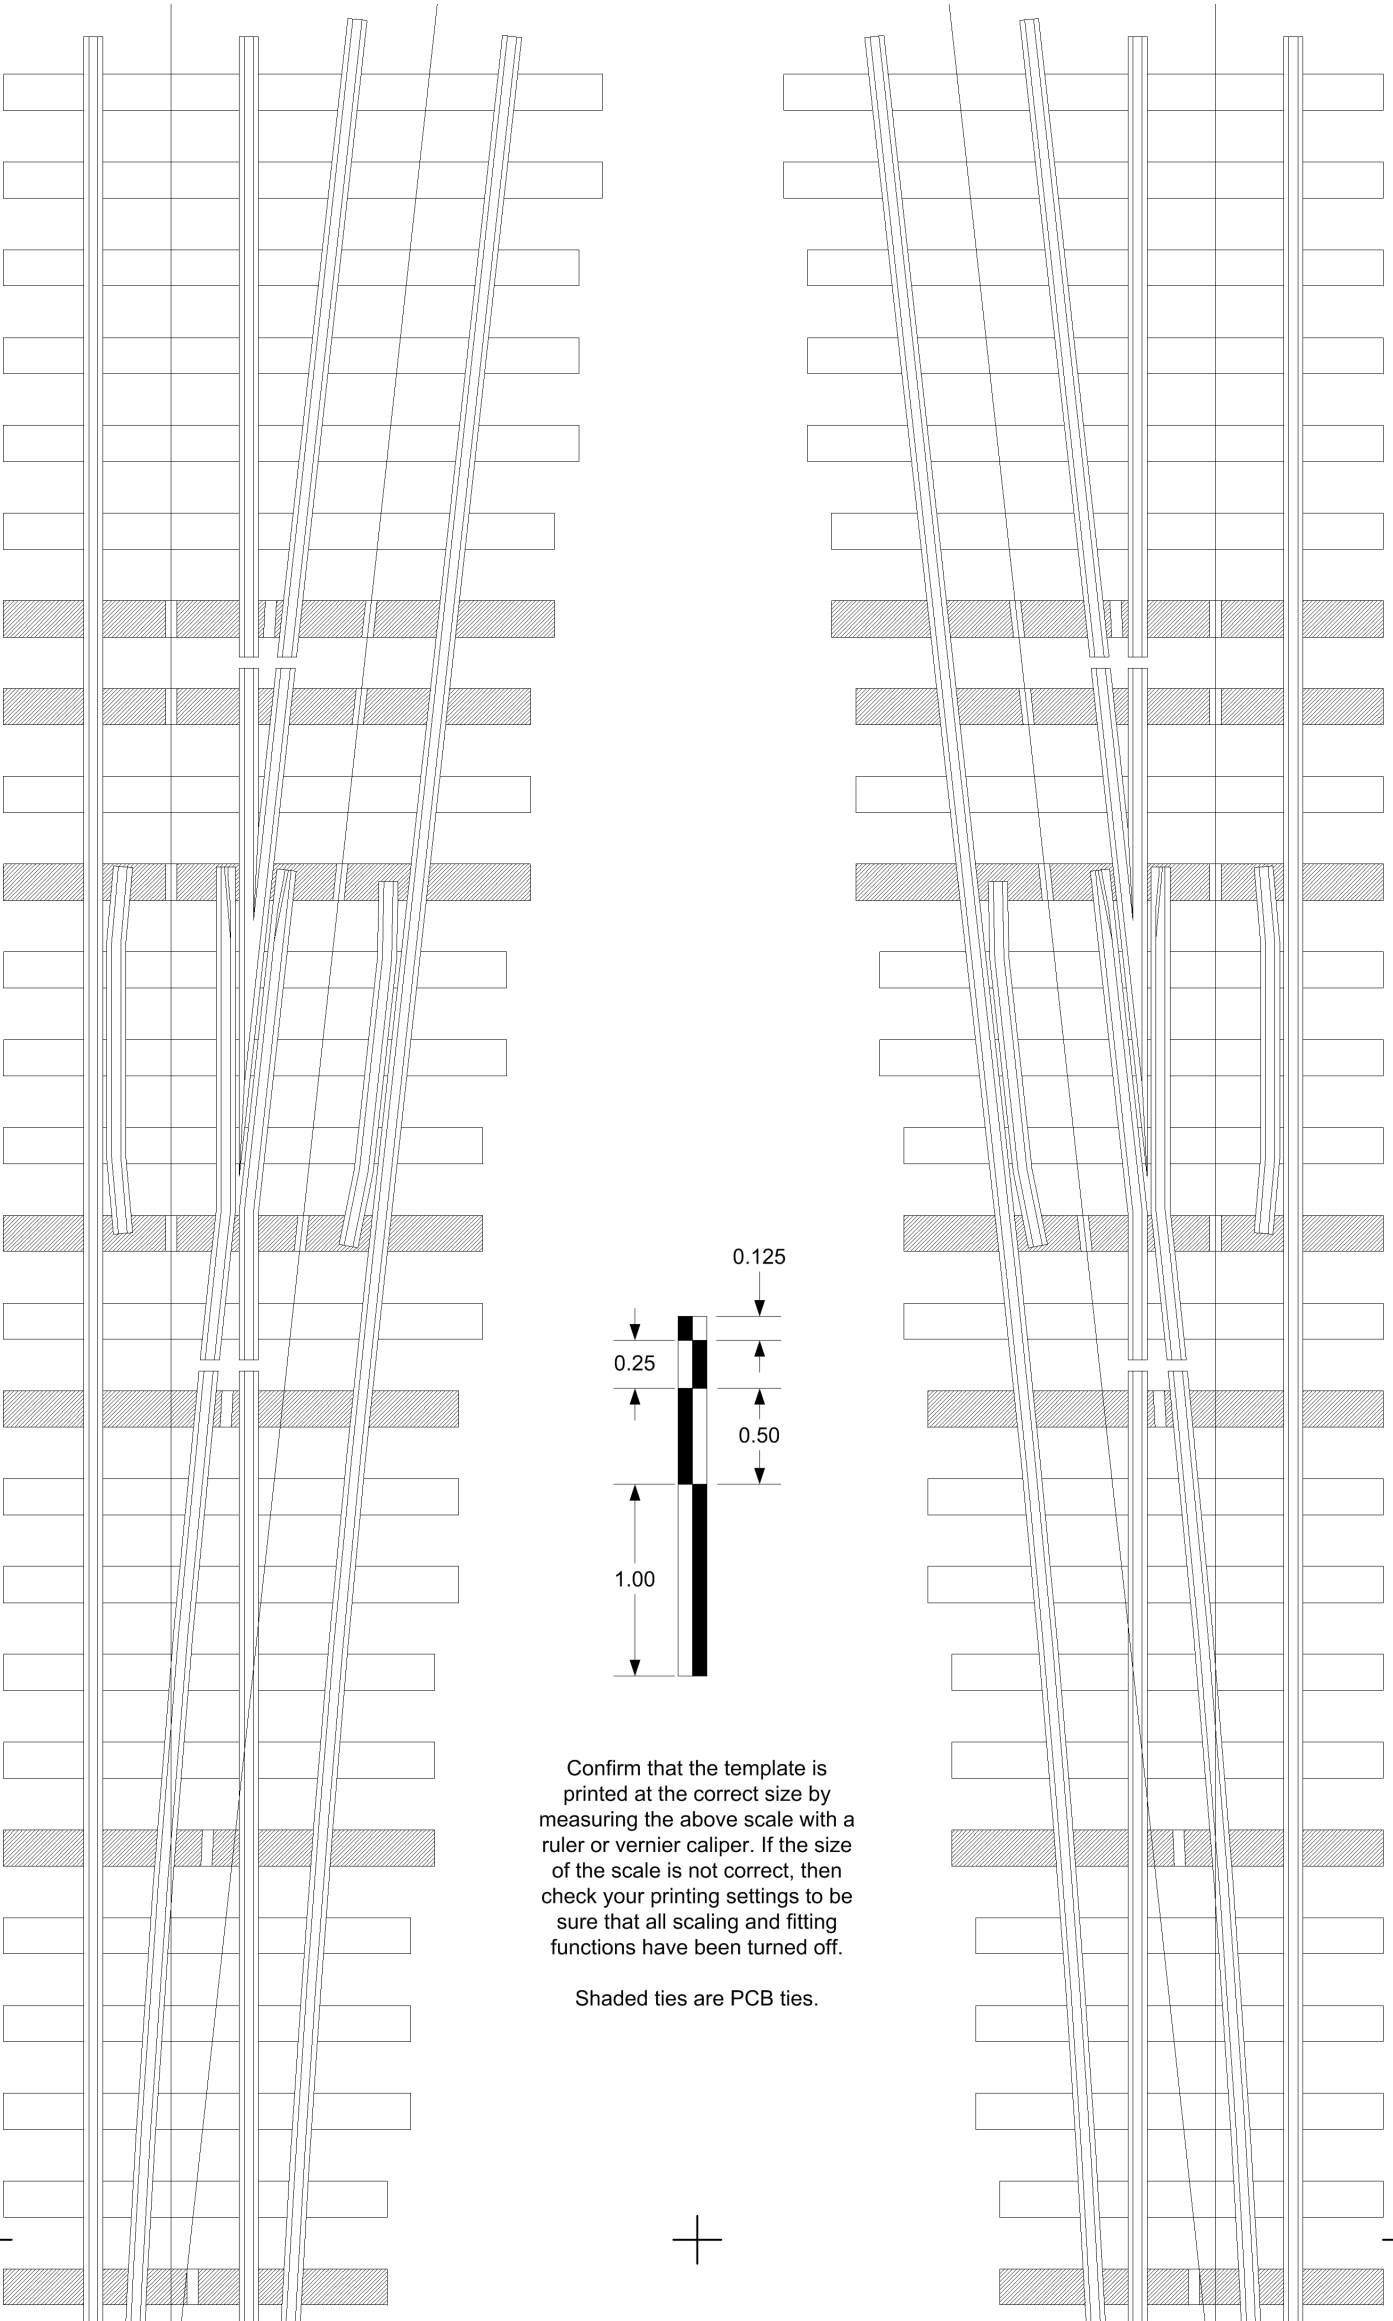 0.125
0.25
0.50
1.00
Confirm that the template is
printed at the correct size by
measuring the above scale with a
ruler or vernier caliper. If the size
of the scale is not correct, then
check your printing settings to be
sure that all scaling and fitting
functions have been turned off.
Shaded ties are PCB ties.